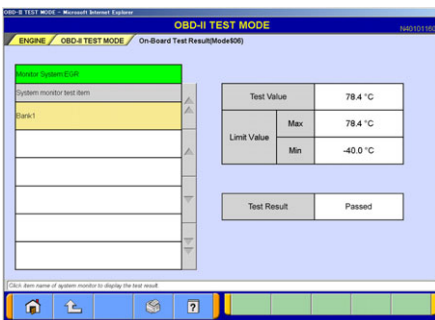 OBD-II TEST MODE - Microsoft Internet Explorer
OBD-II TEST MODE
N40101160
ENGINE OBD-II TEST MODE On-Board Test Result(Mode$06)
Monitor System:EGR
System monitor test item
Bank1
Test Value 78.4 °C
Limit Value
Max 78.4 °C
Min -40.0 °C
Test Result Passed
Click item name of system monitor to display the test result.
?